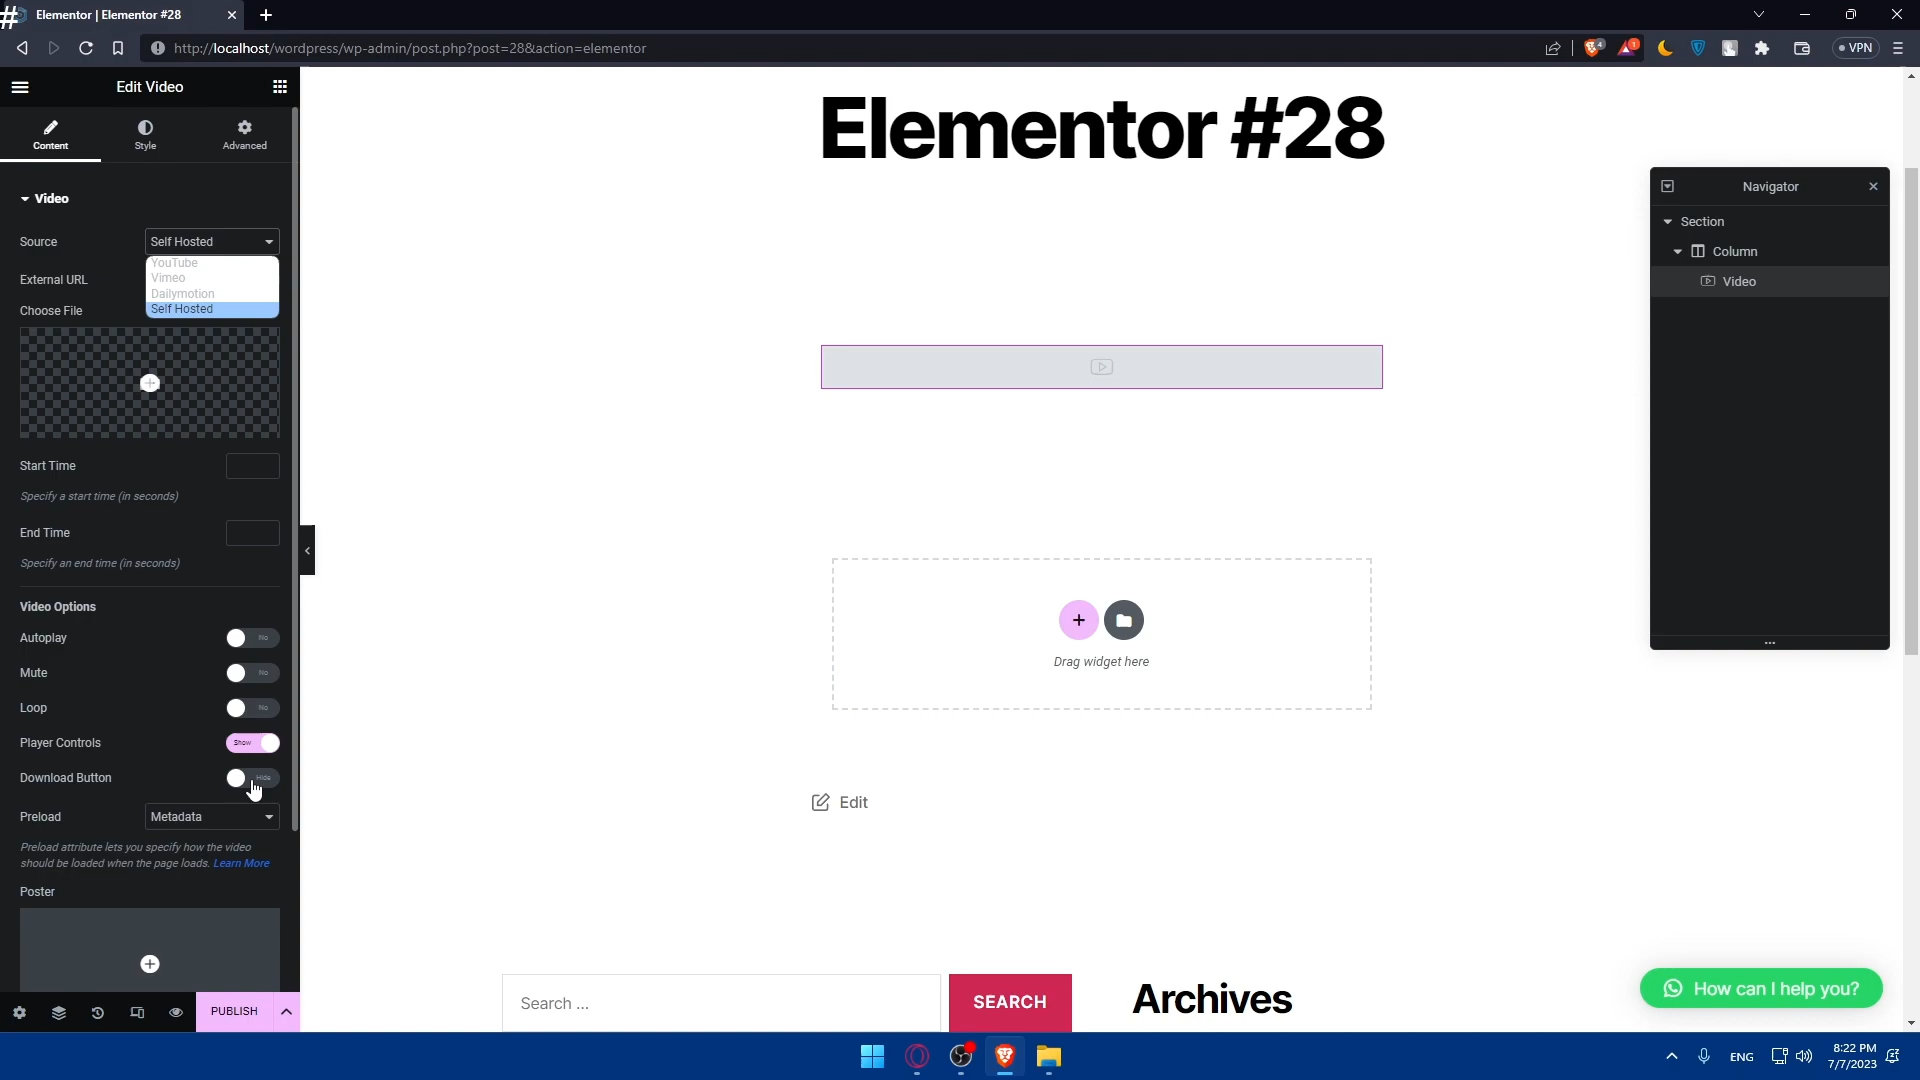 Elementor | Elementor #28
http://localhost/wordpress/wp-admin/post.php?post=28&action=elementor
4
1
VPN
Edit Video
Content
Style
Advanced
Video
Source
Self Hosted
YouTube
Vimeo
Dailymotion
Self Hosted
External URL
Choose File
Start Time
Specify a start time (in seconds)
End Time
Specify an end time (in seconds)
Video Options
Autoplay
No
Mute
No
Loop
No
Player Controls
Show
Download Button
Hide
Preload
Metadata
Preload attribute lets you specify how the video
should be loaded when the page loads. Learn More
Poster
PUBLISH
Elementor #28
Drag widget here
Edit
Search ...
SEARCH
Archives
Navigator
Section
Column
Video
How can I help you?
ENG
8:22 PM
7/7/2023